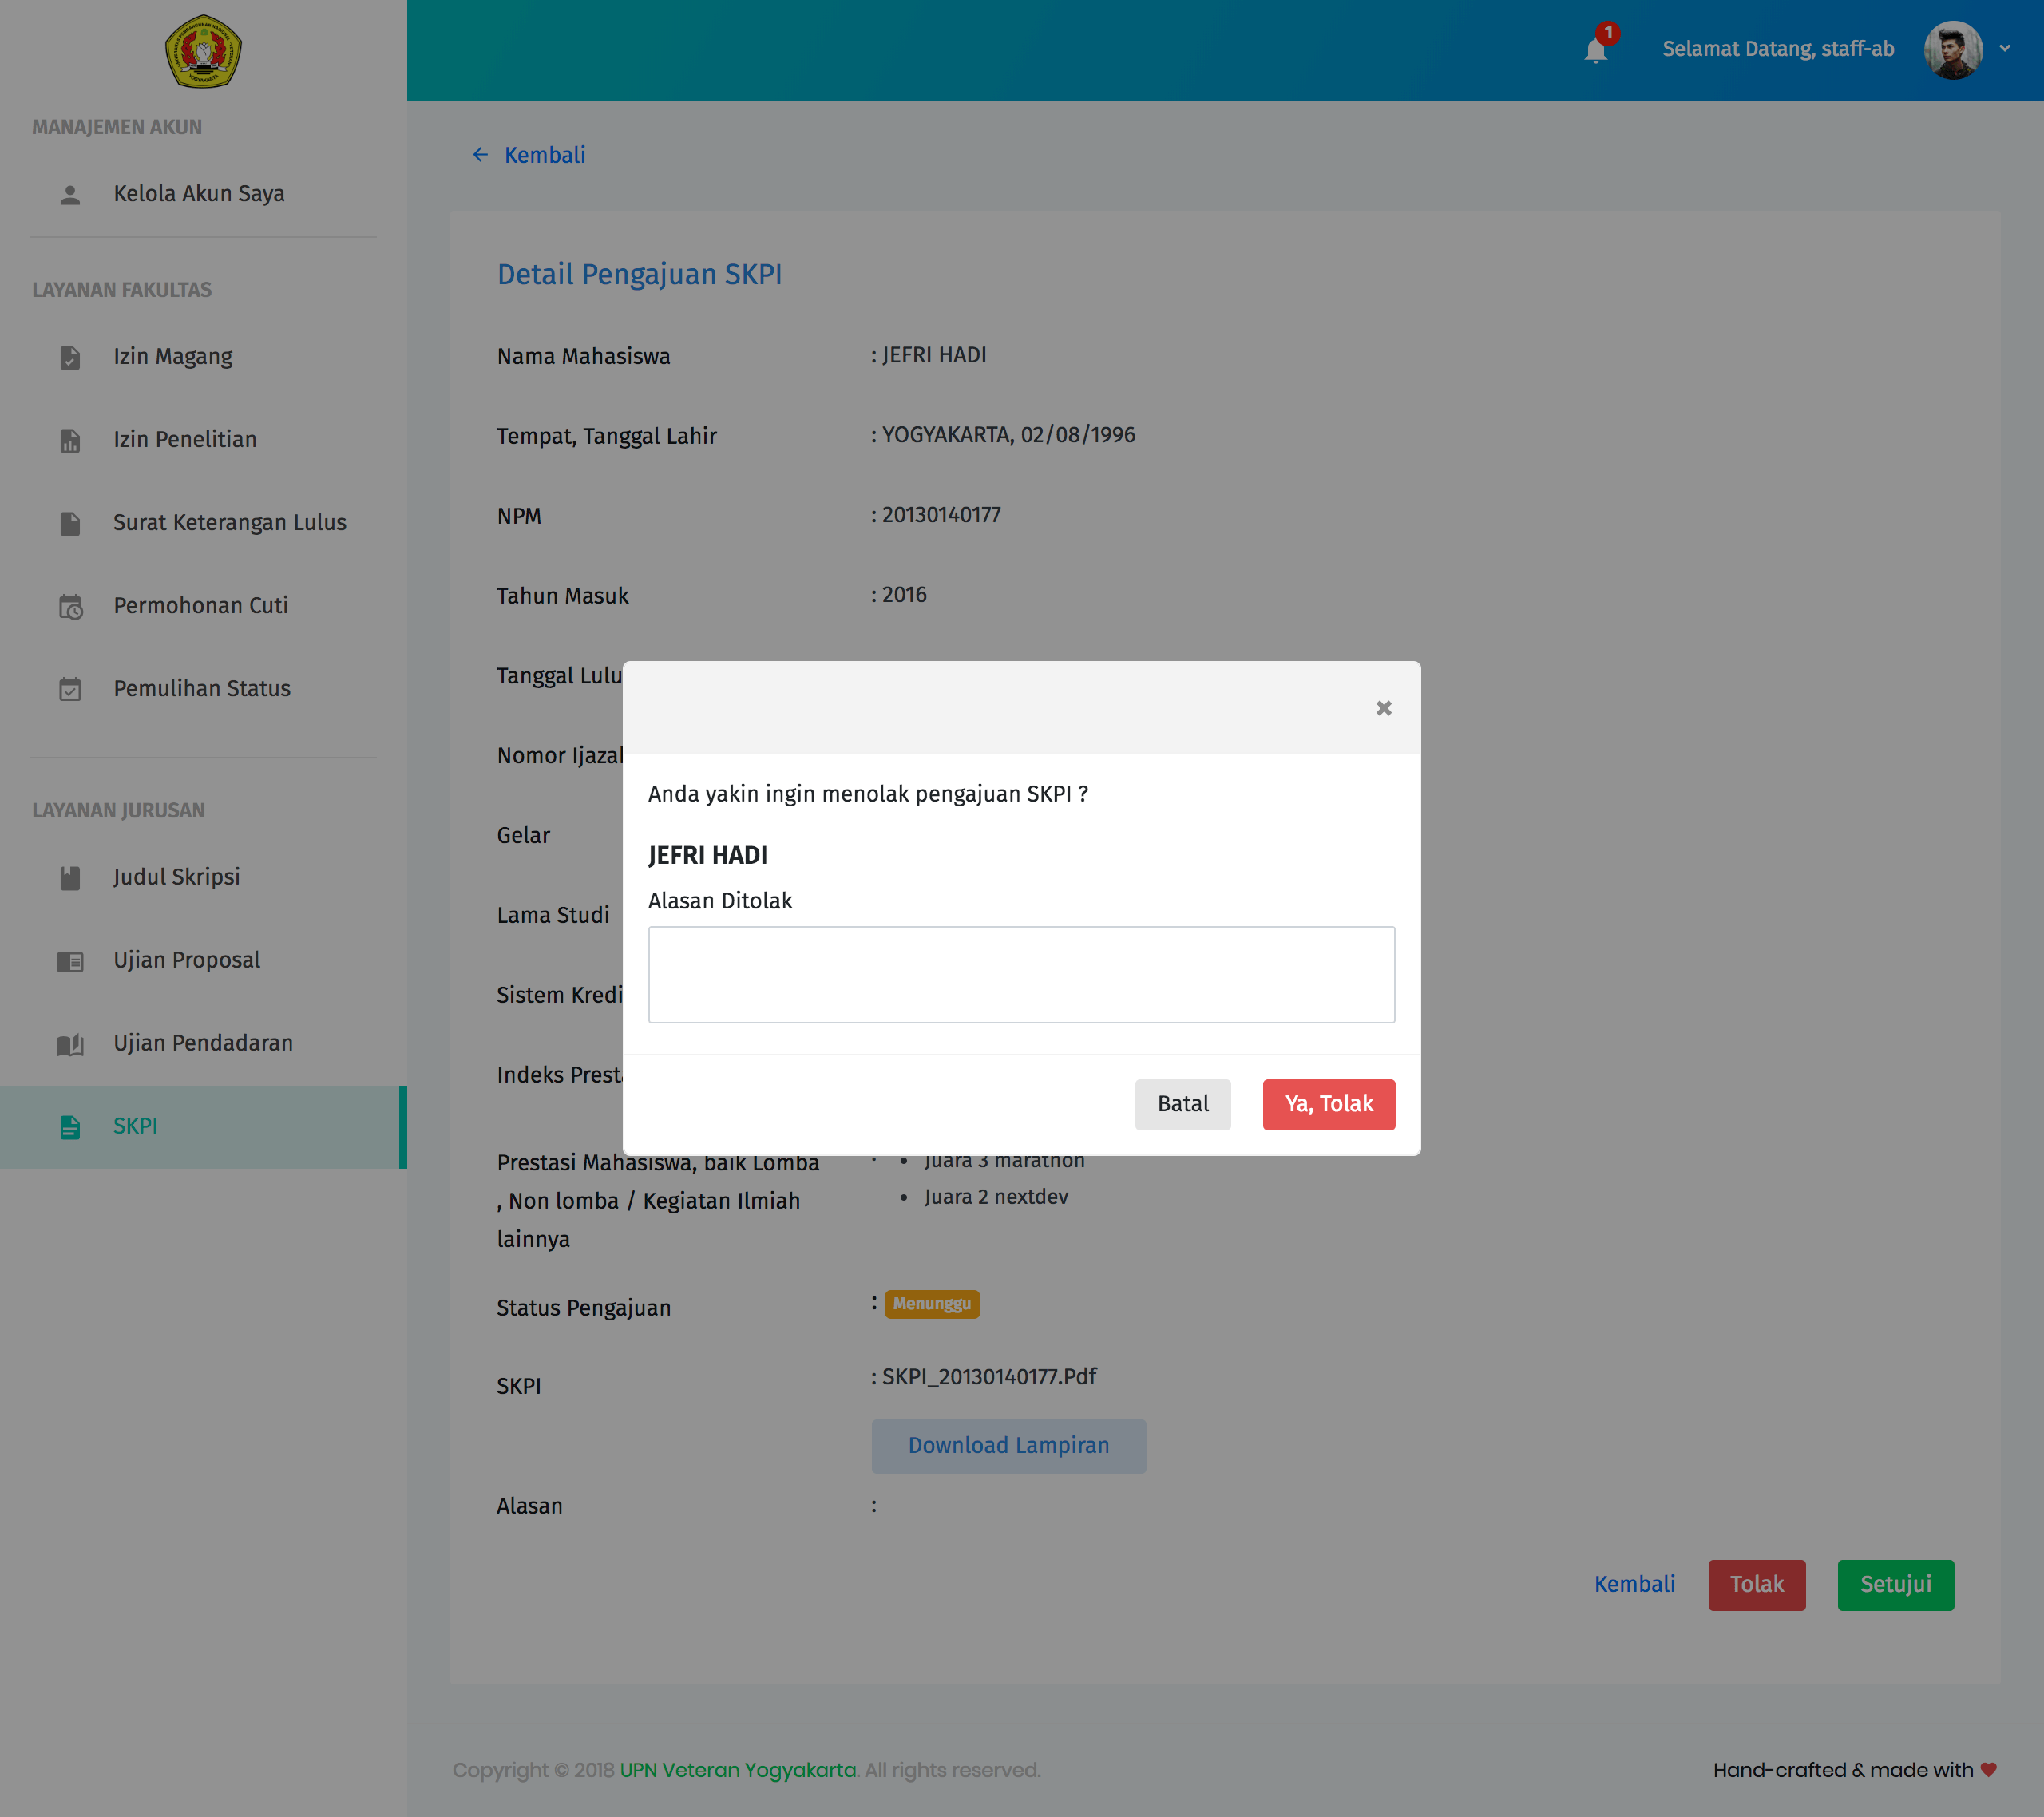 MANAJEMEN AKUN
Kelola Akun Saya
LAYANAN FAKULTAS
Izin Magang
Izin Penelitian
Surat Keterangan Lulus
Permohonan Cuti
Pemulihan Status
LAYANAN JURUSAN
Judul Skripsi
Ujian Proposal
Ujian Pendadaran
SKPI
1
Selamat Datang, staff-ab
Kembali
Detail Pengajuan SKPI
Nama Mahasiswa : JEFRI HADI
Tempat, Tanggal Lahir : YOGYAKARTA, 02/08/1996
NPM : 20130140177
Tahun Masuk : 2016
Tanggal Lulu
Nomor Ijazah
Gelar
Lama Studi
Sistem Kredi
Indeks Presta
×
Anda yakin ingin menolak pengajuan SKPI ?
JEFRI HADI
Alasan Ditolak
Batal
Ya, Tolak
Prestasi Mahasiswa, baik Lomba : • Juara 3 marathon
, Non lomba / Kegiatan Ilmiah • Juara 2 nextdev
lainnya
Status Pengajuan : Menunggu
SKPI : SKPI_20130140177.Pdf
Download Lampiran
Alasan :
Kembali
Tolak
Setujui
Copyright © 2018 UPN Veteran Yogyakarta. All rights reserved.
Hand-crafted & made with ❤